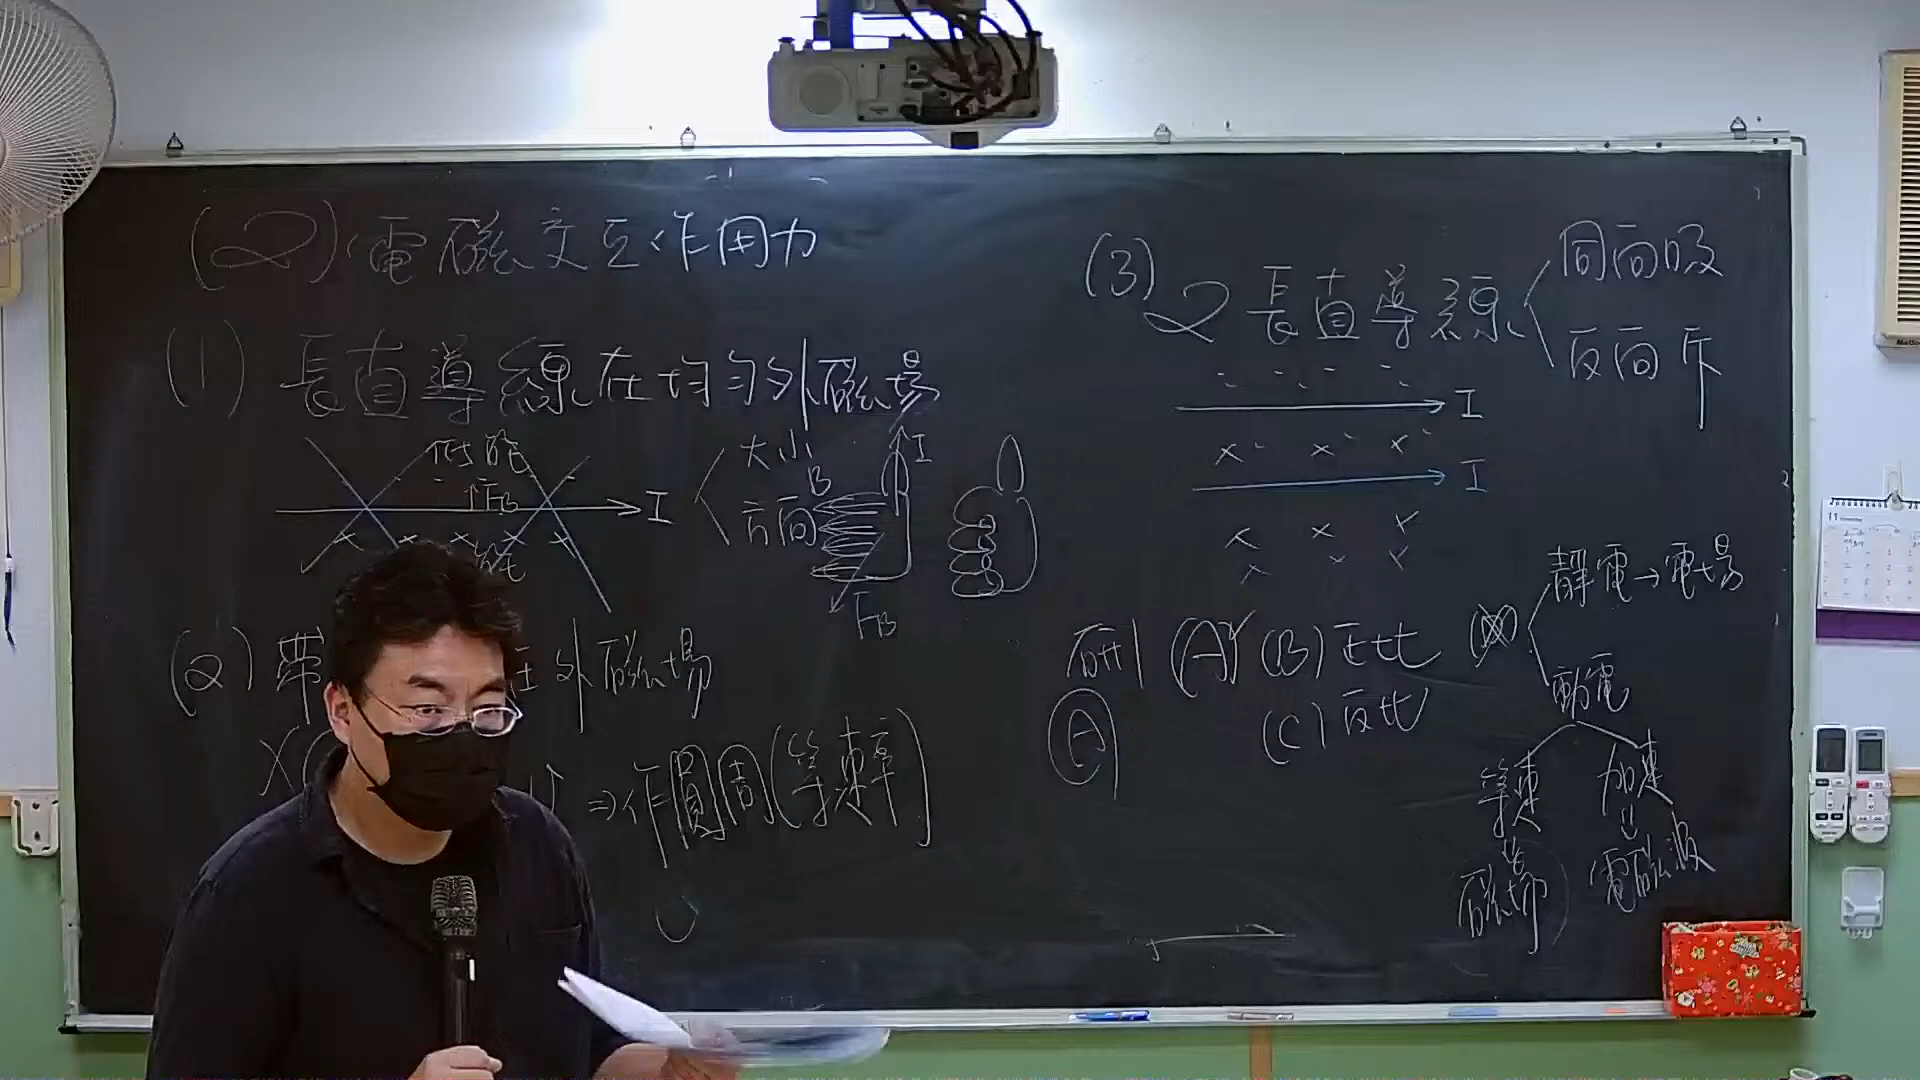 (2) 電磁交互作用力
(1) 長直導線在均勻外磁場
I
FB
大小
方向
B
I
FB
(2) 帶
在外磁場
⇒作圓周(等速率)
(3) 2長直導線
同向吸
反向斥
I
I
(A) (B) 正比
(C) 反比
(A)
靜電→電場
動電
等速
加速
磁場
電磁波